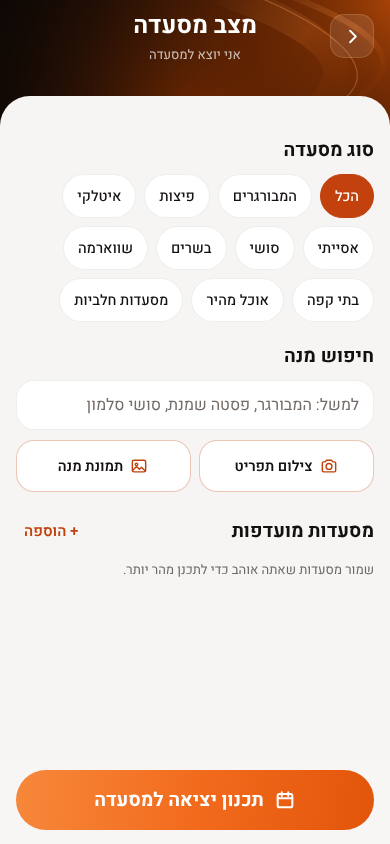 מצב מסעדה
אני יוצא למסעדה
סוג מסעדה
הכל המבורגרים פיצות איטלקי
אסייתי סושי בשרים שווארמה
בתי קפה אוכל מהיר מסעדות חלביות
חיפוש מנה
למשל: המבורגר, פסטה שמנת, סושי סלמון
צילום תפריט תמונת מנה
מסעדות מועדפות + הוספה
שמור מסעדות שאתה אוהב כדי לתכנן מהר יותר.
תכנון יציאה למסעדה